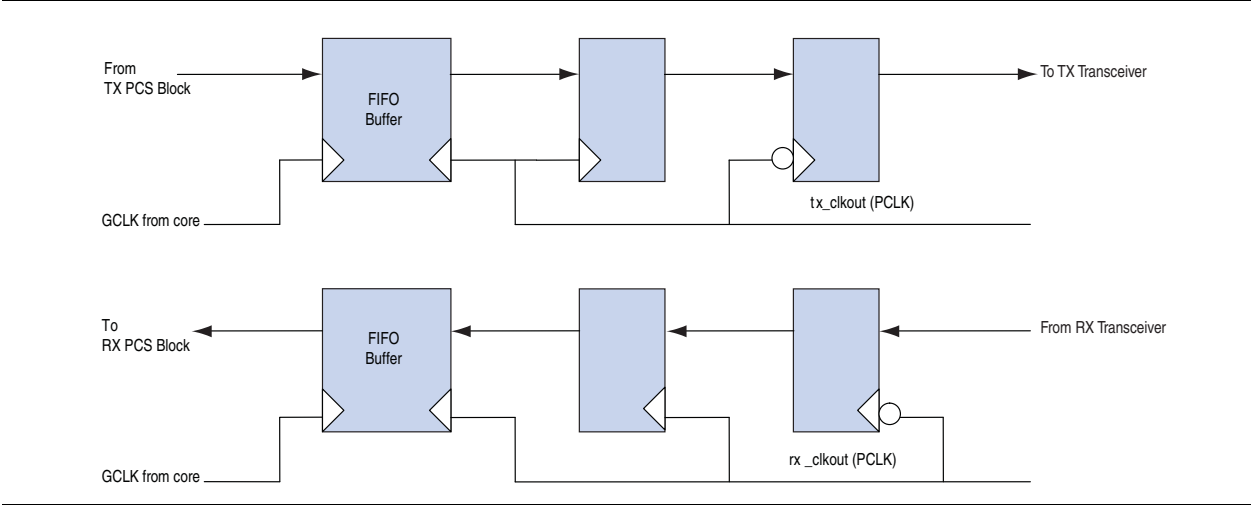 From
TX PCS Block
FIFO
Buffer
To TX Transceiver
tx_clkout (PCLK)
GCLK from core
To
RX PCS Block
FIFO
Buffer
From RX Transceiver
rx _clkout (PCLK)
GCLK from core